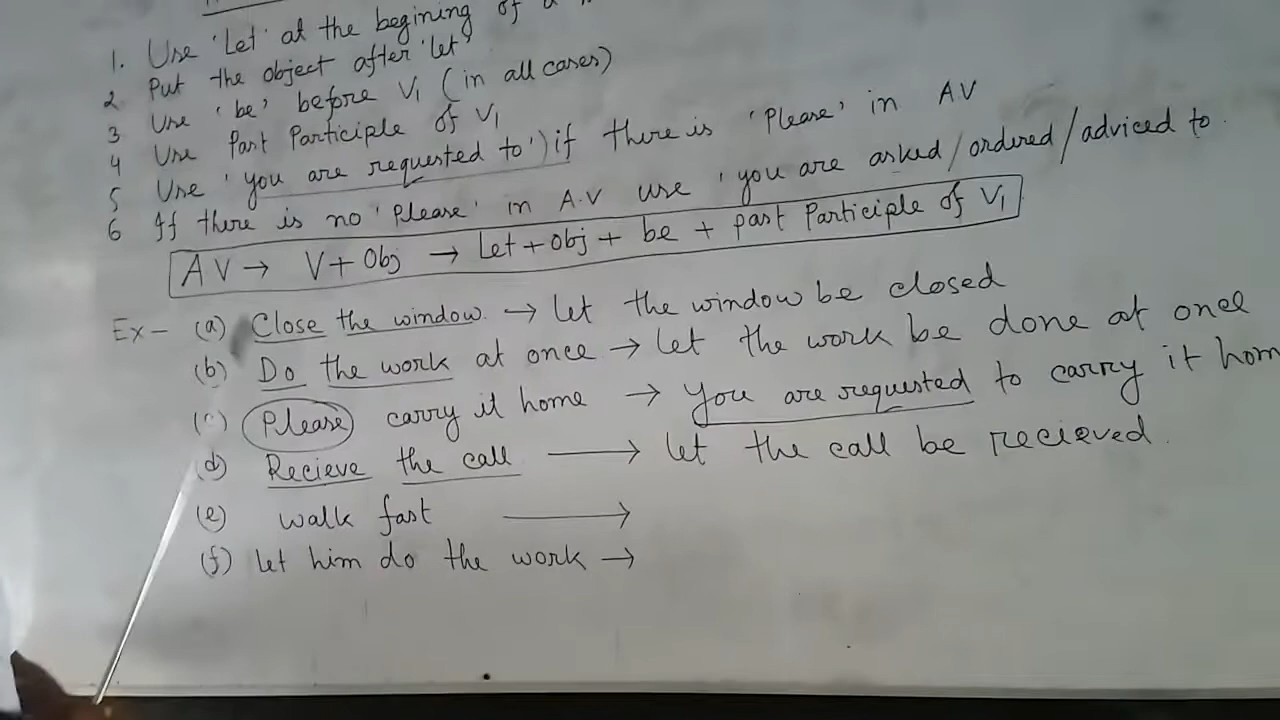 1. Use 'Let' at the begining of a
2 Put the object after 'let'
3 Use 'be' before V1 (in all cases)
4 Use Past Participle of V1
5 Use 'you are requested to') if there is 'Please' in AV
6 If there is no 'Please' in A.V use 'you are asked/ordered/adviced to.
AV → V+Obj → Let+Obj + be + past Participle of V1
Ex- (a) Close the window. → let the window be closed
(b) Do the work at once → let the work be done at once
(c) Please carry it home → you are requested to carry it hom
(d) Recieve the call → let the call be recieved.
(e) walk fast →
(f) let him do the work →